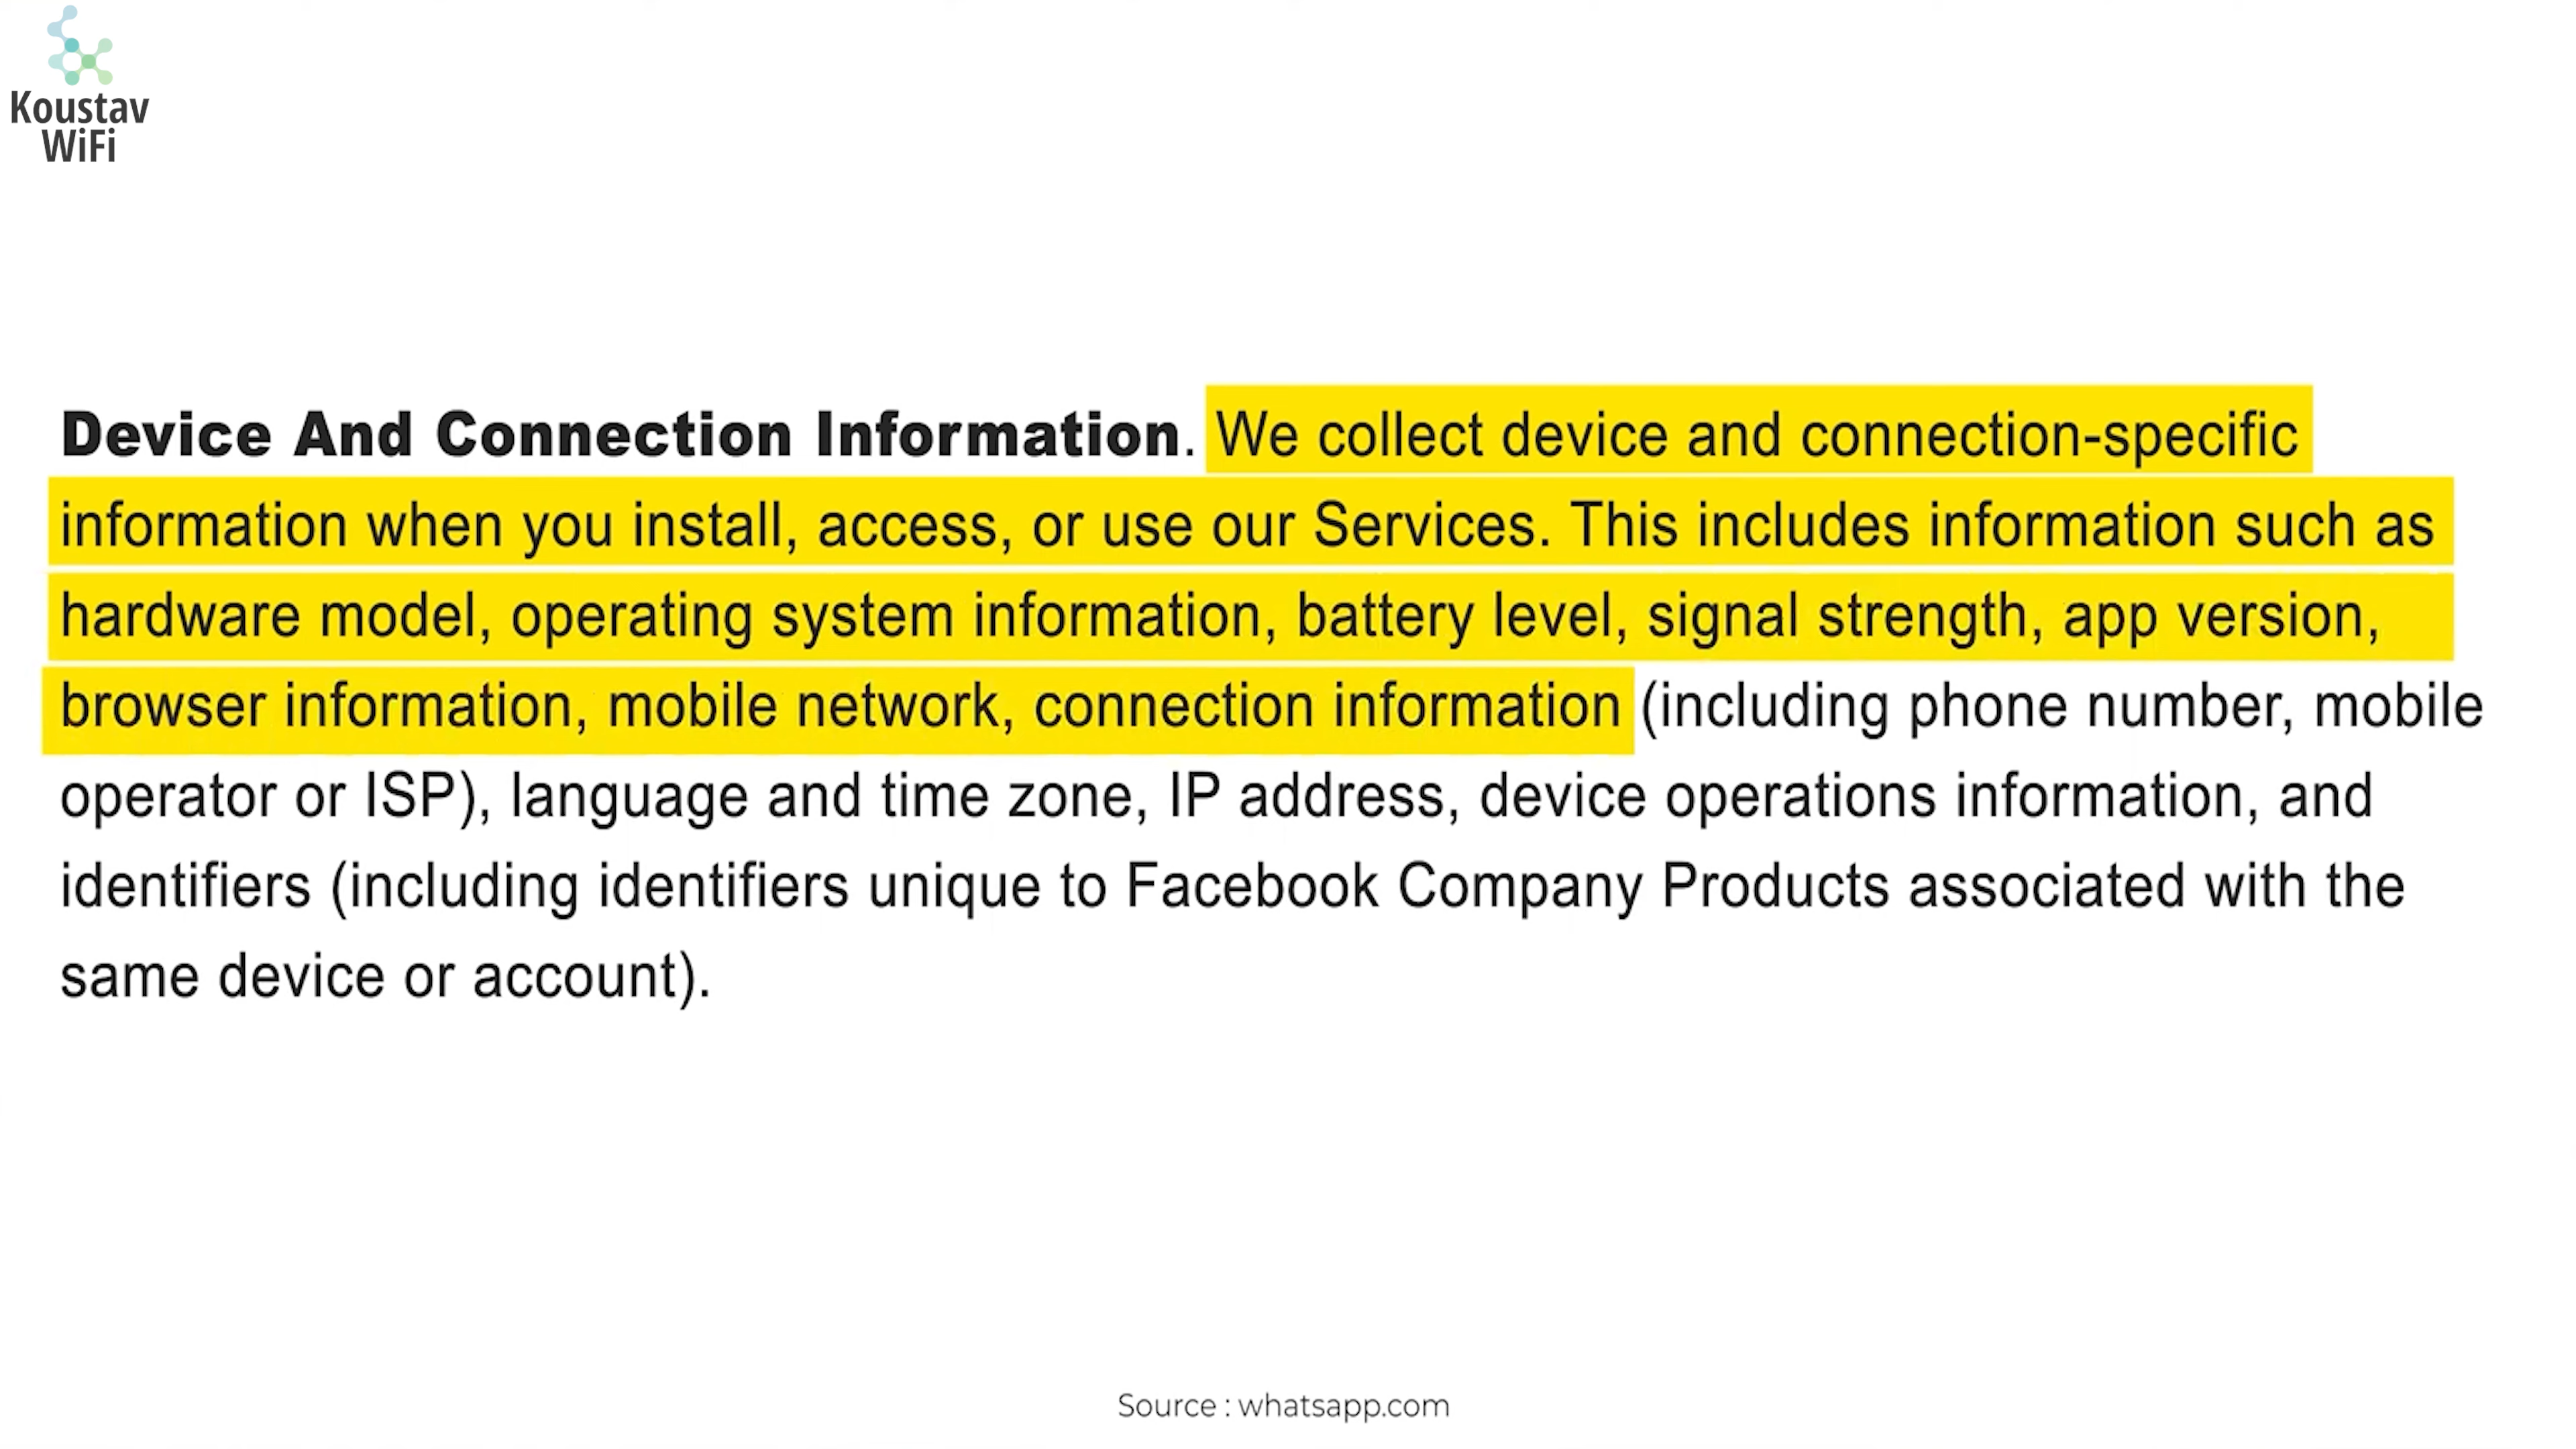 Koustav
WiFi
Device And Connection Information. We collect device and connection-specific
information when you install, access, or use our Services. This includes information such as
hardware model, operating system information, battery level, signal strength, app version,
browser information, mobile network, connection information (including phone number, mobile
operator or ISP), language and time zone, IP address, device operations information, and
identifiers (including identifiers unique to Facebook Company Products associated with the
same device or account).
Source : whatsapp.com